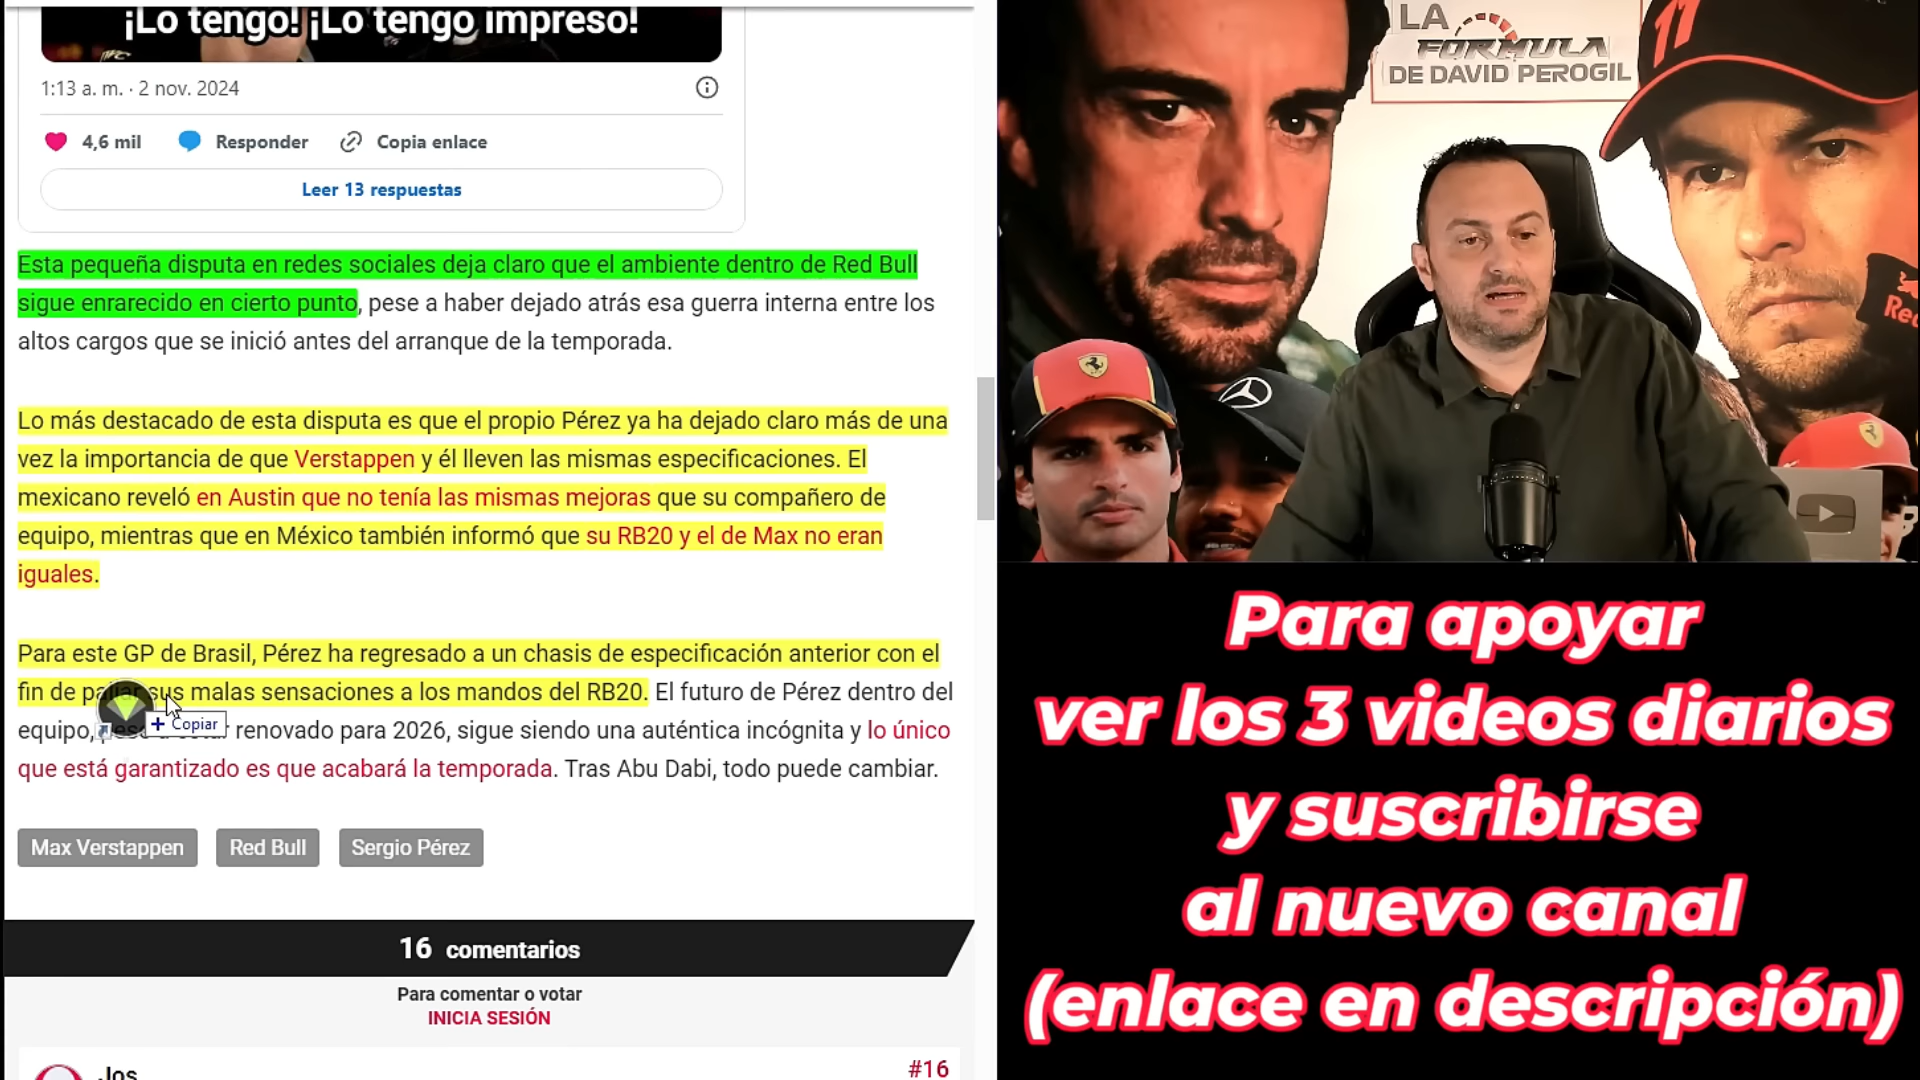 ¡Lo tengo! ¡Lo tengo impreso!
1:13 a. m. · 2 nov. 2024
4,6 mil Responder Copia enlace
Leer 13 respuestas
Esta pequeña disputa en redes sociales deja claro que el ambiente dentro de Red Bull
sigue enrarecido en cierto punto, pese a haber dejado atrás esa guerra interna entre los
altos cargos que se inició antes del arranque de la temporada.
Lo más destacado de esta disputa es que el propio Pérez ya ha dejado claro más de una
vez la importancia de que Verstappen y él lleven las mismas especificaciones. El
mexicano reveló en Austin que no tenía las mismas mejoras que su compañero de
equipo, mientras que en México también informó que su RB20 y el de Max no eran
iguales.
Para este GP de Brasil, Pérez ha regresado a un chasis de especificación anterior con el
fin de paliar sus malas sensaciones a los mandos del RB20. El futuro de Pérez dentro del
equipo, renovado para 2026, sigue siendo una auténtica incógnita y lo único
que está garantizado es que acabará la temporada. Tras Abu Dabi, todo puede cambiar.
+ Copiar
Max Verstappen Red Bull Sergio Pérez
16 comentarios
Para comentar o votar
INICIA SESIÓN
Jos
#16
LA
FORMULA
DE DAVID PEROGIL
11
Red
Para apoyar
ver los 3 videos diarios
y suscribirse
al nuevo canal
(enlace en descripción)